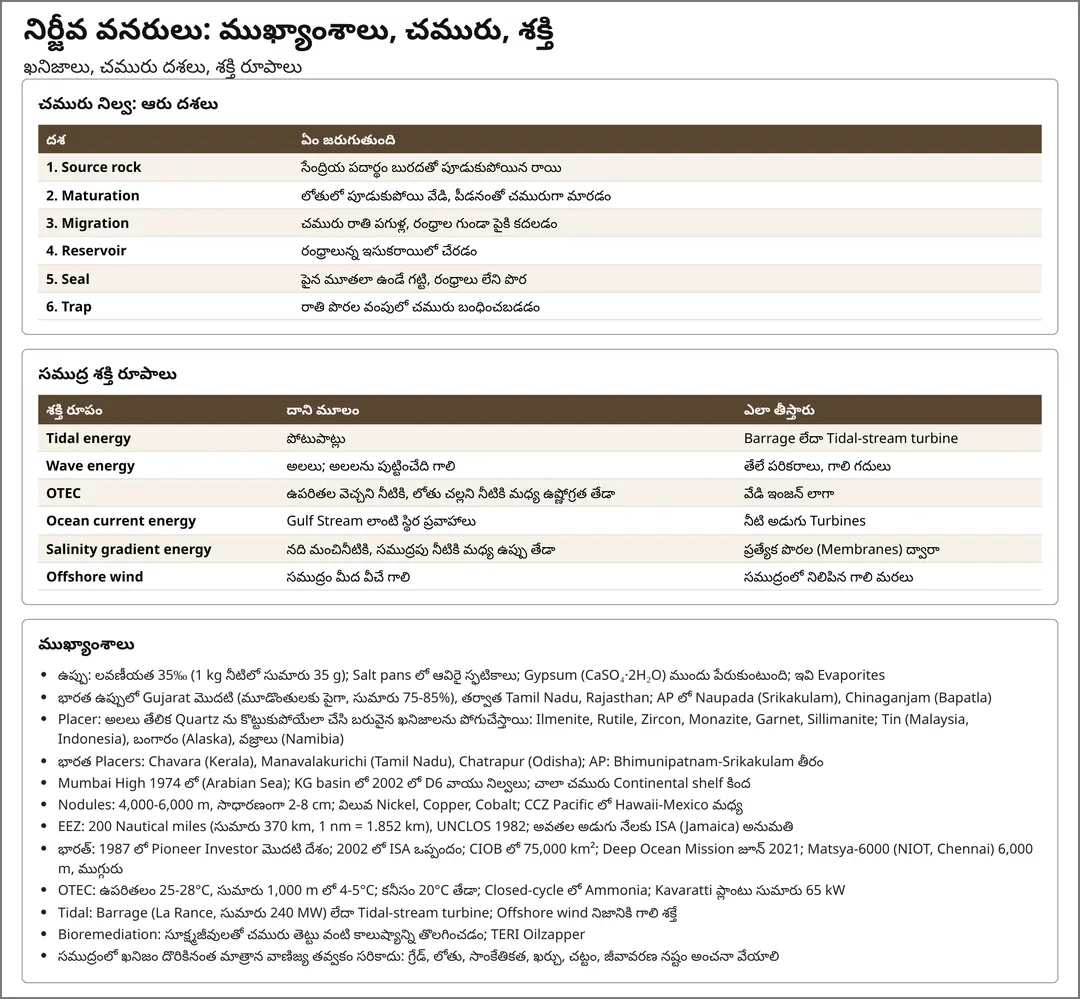 నిర్జీవ వనరులు: ముఖ్యాంశాలు, చమురు, శక్తి
ఖనిజాలు, చమురు దశలు, శక్తి రూపాలు
చమురు నిల్వ: ఆరు దశలు
దశ ఏం జరుగుతుంది
1. Source rock సేంద్రియ పదార్థం బురదతో పూడుకుపోయిన రాయి
2. Maturation లోతులో పూడుకుపోయి వేడి, పీడనంతో చమురుగా మారడం
3. Migration చమురు రాతి పగుళ్ల, రంధ్రాల గుండా పైకి కదలడం
4. Reservoir రంధ్రాలున్న ఇసుకరాయిలో చేరడం
5. Seal పైన మూతలా ఉండే గట్టి, రంధ్రాలు లేని పొర
6. Trap రాతి పొరల వంపులో చమురు బంధించబడడం
సముద్ర శక్తి రూపాలు
శక్తి రూపం దాని మూలం ఎలా తీస్తారు
Tidal energy పోటుపాట్లు Barrage లేదా Tidal-stream turbine
Wave energy అలలు; అలలను పుట్టించేది గాలి తేలే పరికరాలు, గాలి గదులు
OTEC ఉపరితల వెచ్చని నీటికి, లోతు చల్లని నీటికి మధ్య ఉష్ణోగ్రత తేడా వేడి ఇంజన్ లాగా
Ocean current energy Gulf Stream లాంటి స్థిర ప్రవాహాలు నీటి అడుగు Turbines
Salinity gradient energy నది మంచినీటికి, సముద్రపు నీటికి మధ్య ఉప్పు తేడా ప్రత్యేక పొరల (Membranes) ద్వారా
Offshore wind సముద్రం మీద వీచే గాలి సముద్రంలో నిలిపిన గాలి మరలు
ముఖ్యాంశాలు
• ఉప్పు: లవణీయత 35‰ (1 kg నీటిలో సుమారు 35 g); Salt pans లో ఆవిరై స్ఫటికాలు; Gypsum (CaSO₄·2H₂O) ముందు పేరుకుంటుంది; ఇవి Evaporites
• భారత ఉప్పులో Gujarat మొదటి (మూడొంతులకు పైగా, సుమారు 75-85%), తర్వాత Tamil Nadu, Rajasthan; AP లో Naupada (Srikakulam), Chinaganjam (Bapatla)
• Placer: అలలు తేలిక Quartz ను కొట్టుకుపోయేలా చేసి బరువైన ఖనిజాలను పోగుచేస్తాయి: Ilmenite, Rutile, Zircon, Monazite, Garnet, Sillimanite; Tin (Malaysia,
Indonesia), బంగారం (Alaska), వజ్రాలు (Namibia)
• భారత Placers: Chavara (Kerala), Manavalakurichi (Tamil Nadu), Chatrapur (Odisha); AP: Bhimunipatnam-Srikakulam తీరం
• Mumbai High 1974 లో (Arabian Sea); KG basin లో 2002 లో D6 వాయు నిల్వలు; చాలా చమురు Continental shelf కింద
• Nodules: 4,000-6,000 m, సాధారణంగా 2-8 cm; విలువ Nickel, Copper, Cobalt; CCZ Pacific లో Hawaii-Mexico మధ్య
• EEZ: 200 Nautical miles (సుమారు 370 km, 1 nm = 1.852 km), UNCLOS 1982; అవతల అడుగు నేలకు ISA (Jamaica) అనుమతి
• భారత్: 1987 లో Pioneer Investor మొదటి దేశం; 2002 లో ISA ఒప్పందం; CIOB లో 75,000 km²; Deep Ocean Mission జూన్ 2021; Matsya-6000 (NIOT, Chennai) 6,000
m, ముగ్గురు
• OTEC: ఉపరితలం 25-28°C, సుమారు 1,000 m లో 4-5°C; కనీసం 20°C తేడా; Closed-cycle లో Ammonia; Kavaratti ప్లాంటు సుమారు 65 kW
• Tidal: Barrage (La Rance, సుమారు 240 MW) లేదా Tidal-stream turbine; Offshore wind నిజానికి గాలి శక్తే
• Bioremediation: సూక్ష్మజీవులతో చమురు తెట్టు వంటి కాలుష్యాన్ని తొలగించడం; TERI Oilzapper
• సముద్రంలో ఖనిజం దొరికినంత మాత్రాన వాణిజ్య తవ్వకం సరికాదు: గ్రేడ్, లోతు, సాంకేతికత, ఖర్చు, చట్టం, జీవావరణ నష్టం అంచనా వేయాలి